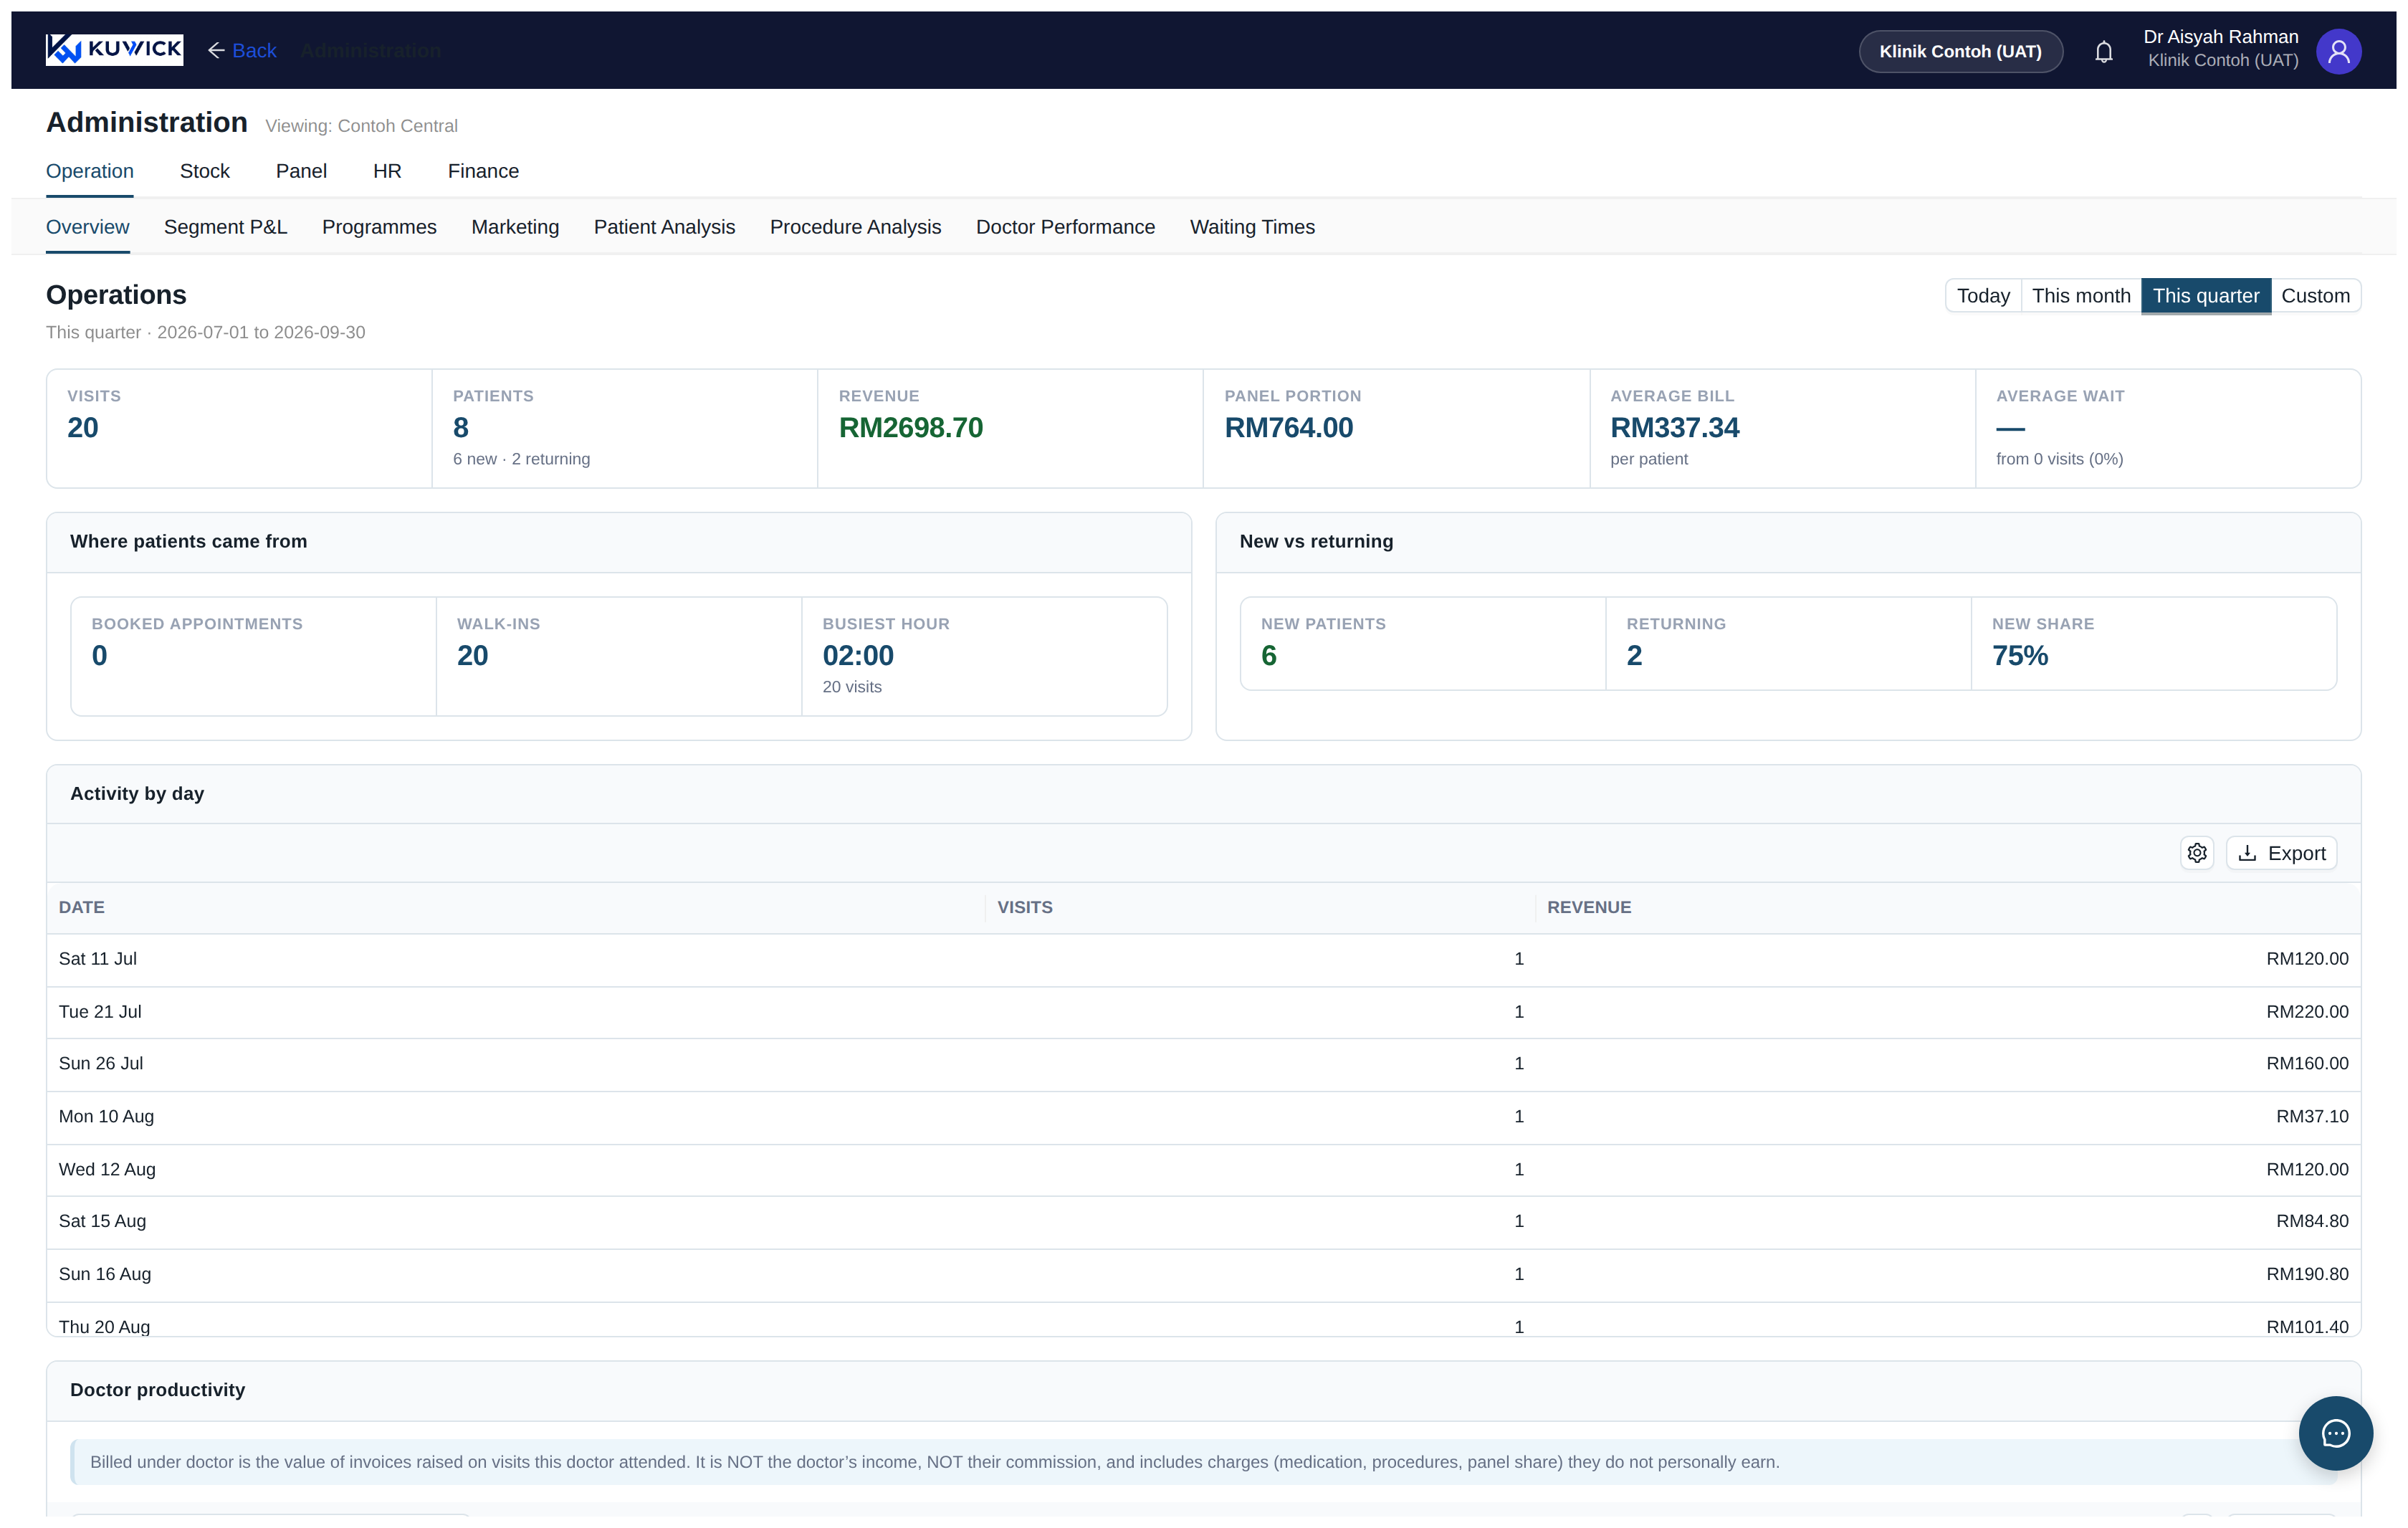 KUWICK
Back
Administration
Klinik Contoh (UAT)
Dr Aisyah Rahman
Klinik Contoh (UAT)
Administration
Viewing: Contoh Central
Operation Stock Panel HR Finance
Overview Segment P&L Programmes Marketing Patient Analysis Procedure Analysis Doctor Performance Waiting Times
Operations
Today This month This quarter Custom
This quarter · 2026-07-01 to 2026-09-30
VISITS
20
PATIENTS
8
6 new · 2 returning
REVENUE
RM2698.70
PANEL PORTION
RM764.00
AVERAGE BILL
RM337.34
per patient
AVERAGE WAIT
—
from 0 visits (0%)
Where patients came from
BOOKED APPOINTMENTS
0
WALK-INS
20
BUSIEST HOUR
02:00
20 visits
New vs returning
NEW PATIENTS
6
RETURNING
2
NEW SHARE
75%
Activity by day
Export
DATE VISITS REVENUE
Sat 11 Jul 1 RM120.00
Tue 21 Jul 1 RM220.00
Sun 26 Jul 1 RM160.00
Mon 10 Aug 1 RM37.10
Wed 12 Aug 1 RM120.00
Sat 15 Aug 1 RM84.80
Sun 16 Aug 1 RM190.80
Thu 20 Aug 1 RM101.40
Doctor productivity
Billed under doctor is the value of invoices raised on visits this doctor attended. It is NOT the doctor’s income, NOT their commission, and includes charges (medication, procedures, panel share) they do not personally earn.